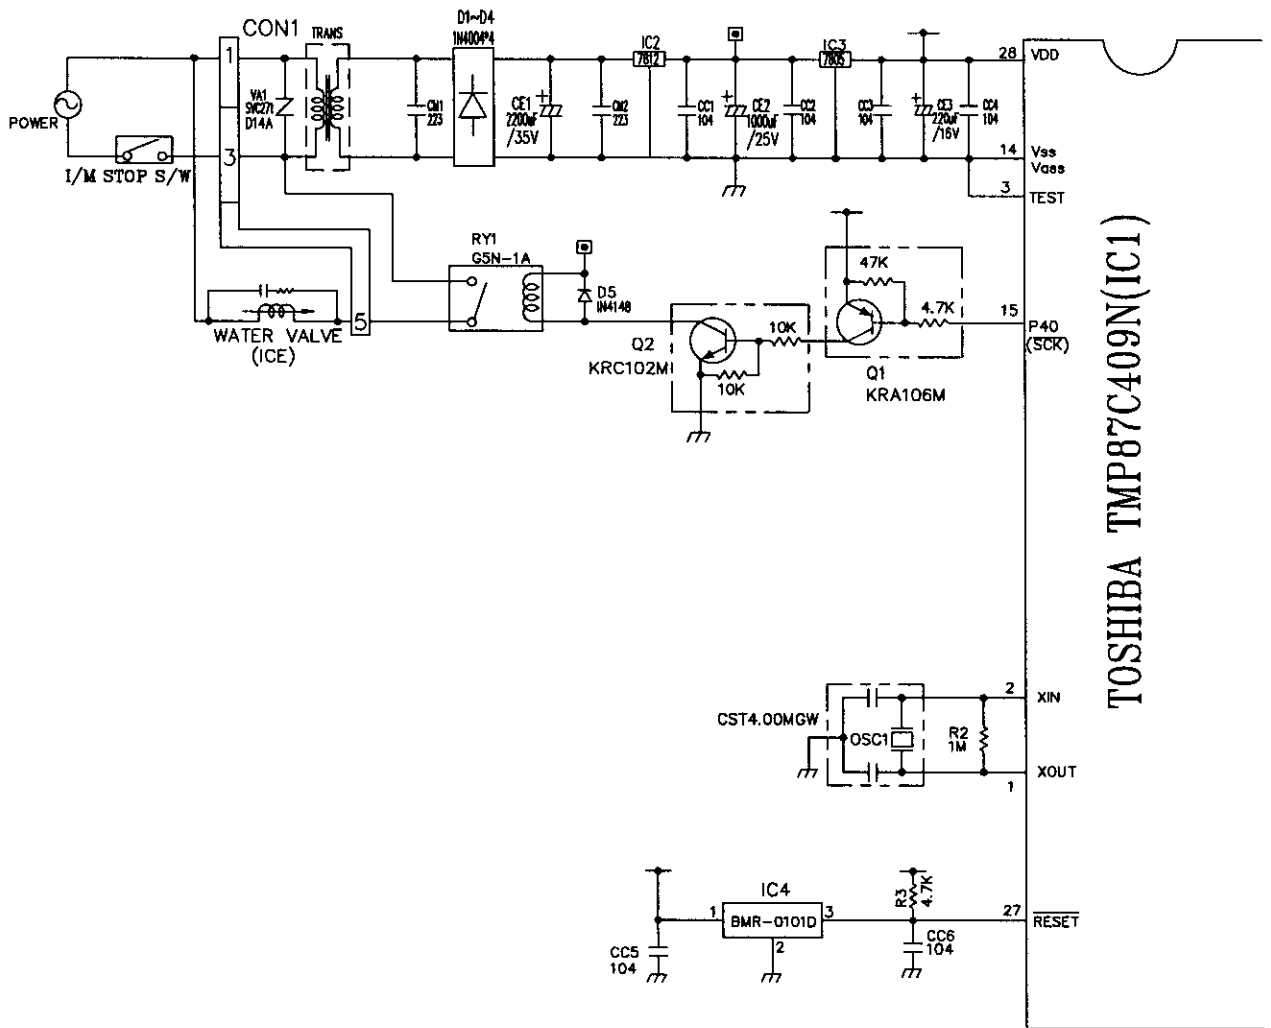 CON1
TRANS
D1~D4
1N4004*4
IC2
7812
IC3
7805
28
VDD
1
POWER
VA1
SVC271
D14A
CM1
223
CE1
2200uF
/35V
CM2
223
CC1
104
CE2
1000uF
/25V
CC2
104
CC3
104
CE3
220uF
/16V
CC4
104
3
I/M STOP S/W
14
Vss
Vass
3
TEST
RY1
G5N-1A
D5
IN4148
47K
4.7K
15
P40
(SCK)
WATER VALVE
(ICE)
5
Q2
KRC102M
10K
10K
Q1
KRA106M
TOSHIBA TMP87C409N(IC1)
CST4.00MGW
OSC1
R2
1M
2
XIN
XOUT
1
IC4
1
BMR-0101D
3
2
R3
4.7K
27
RESET
CC5
104
CC6
104